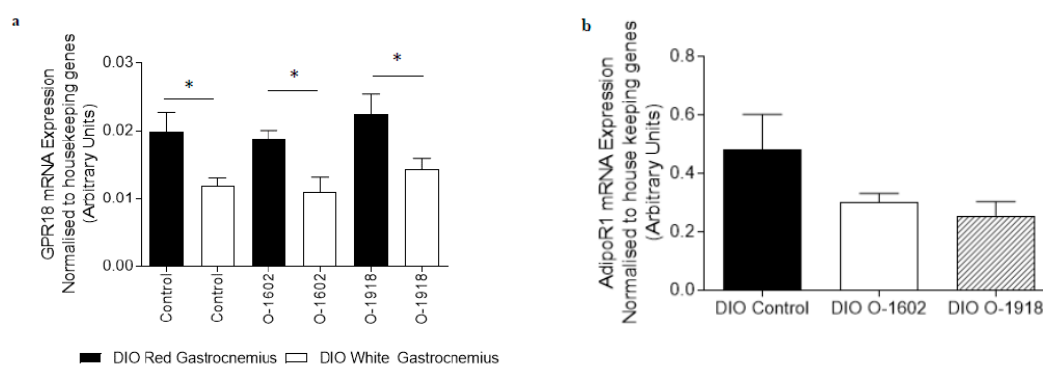 a
GPR18 mRNA Expression
Normalised to housekeeping genes
(Arbitrary Units)
0.03
0.02
0.01
0.00
*
*
*
Control
Control
O-1602
O-1602
O-1918
O-1918
DIO Red Gastrocnemius
DIO White Gastrocnemius
b
AdipoR1 mRNA Expression
Normalised to house keeping genes
(Arbitrary Units)
0.8
0.6
0.4
0.2
0.0
DIO Control
DIO O-1602
DIO O-1918